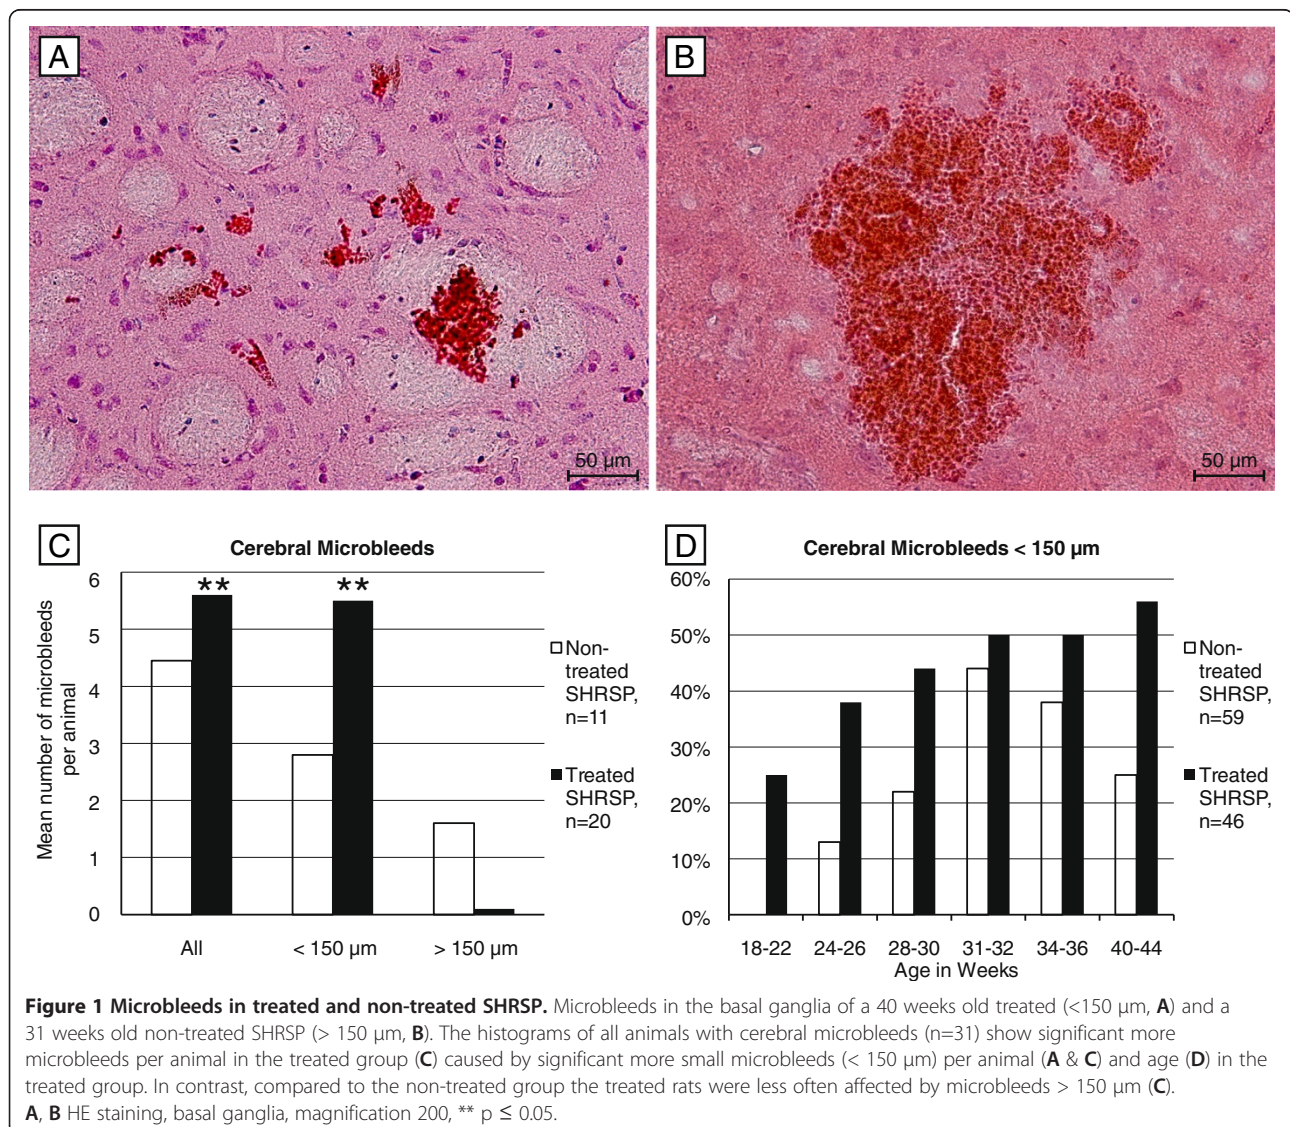 A
B
50 µm
50 µm
C
Cerebral Microbleeds
Mean number of microbleeds
per animal
6
5
4
3
2
1
0
**
**
All
< 150 µm
> 150 µm
Non-
treated
SHRSP,
n=11
Treated
SHRSP,
n=20
D
Cerebral Microbleeds < 150 µm
60%
50%
40%
30%
20%
10%
0%
18-22
24-26
28-30
31-32
34-36
40-44
Age in Weeks
Non-
treated
SHRSP,
n=59
Treated
SHRSP,
n=46
Figure 1 Microbleeds in treated and non-treated SHRSP. Microbleeds in the basal ganglia of a 40 weeks old treated (<150 µm, A) and a
31 weeks old non-treated SHRSP (> 150 µm, B). The histograms of all animals with cerebral microbleeds (n=31) show significant more
microbleeds per animal in the treated group (C) caused by significant more small microbleeds (< 150 µm) per animal (A & C) and age (D) in the
treated group. In contrast, compared to the non-treated group the treated rats were less often affected by microbleeds > 150 µm (C).
A, B HE staining, basal ganglia, magnification 200, ** p ≤ 0.05.